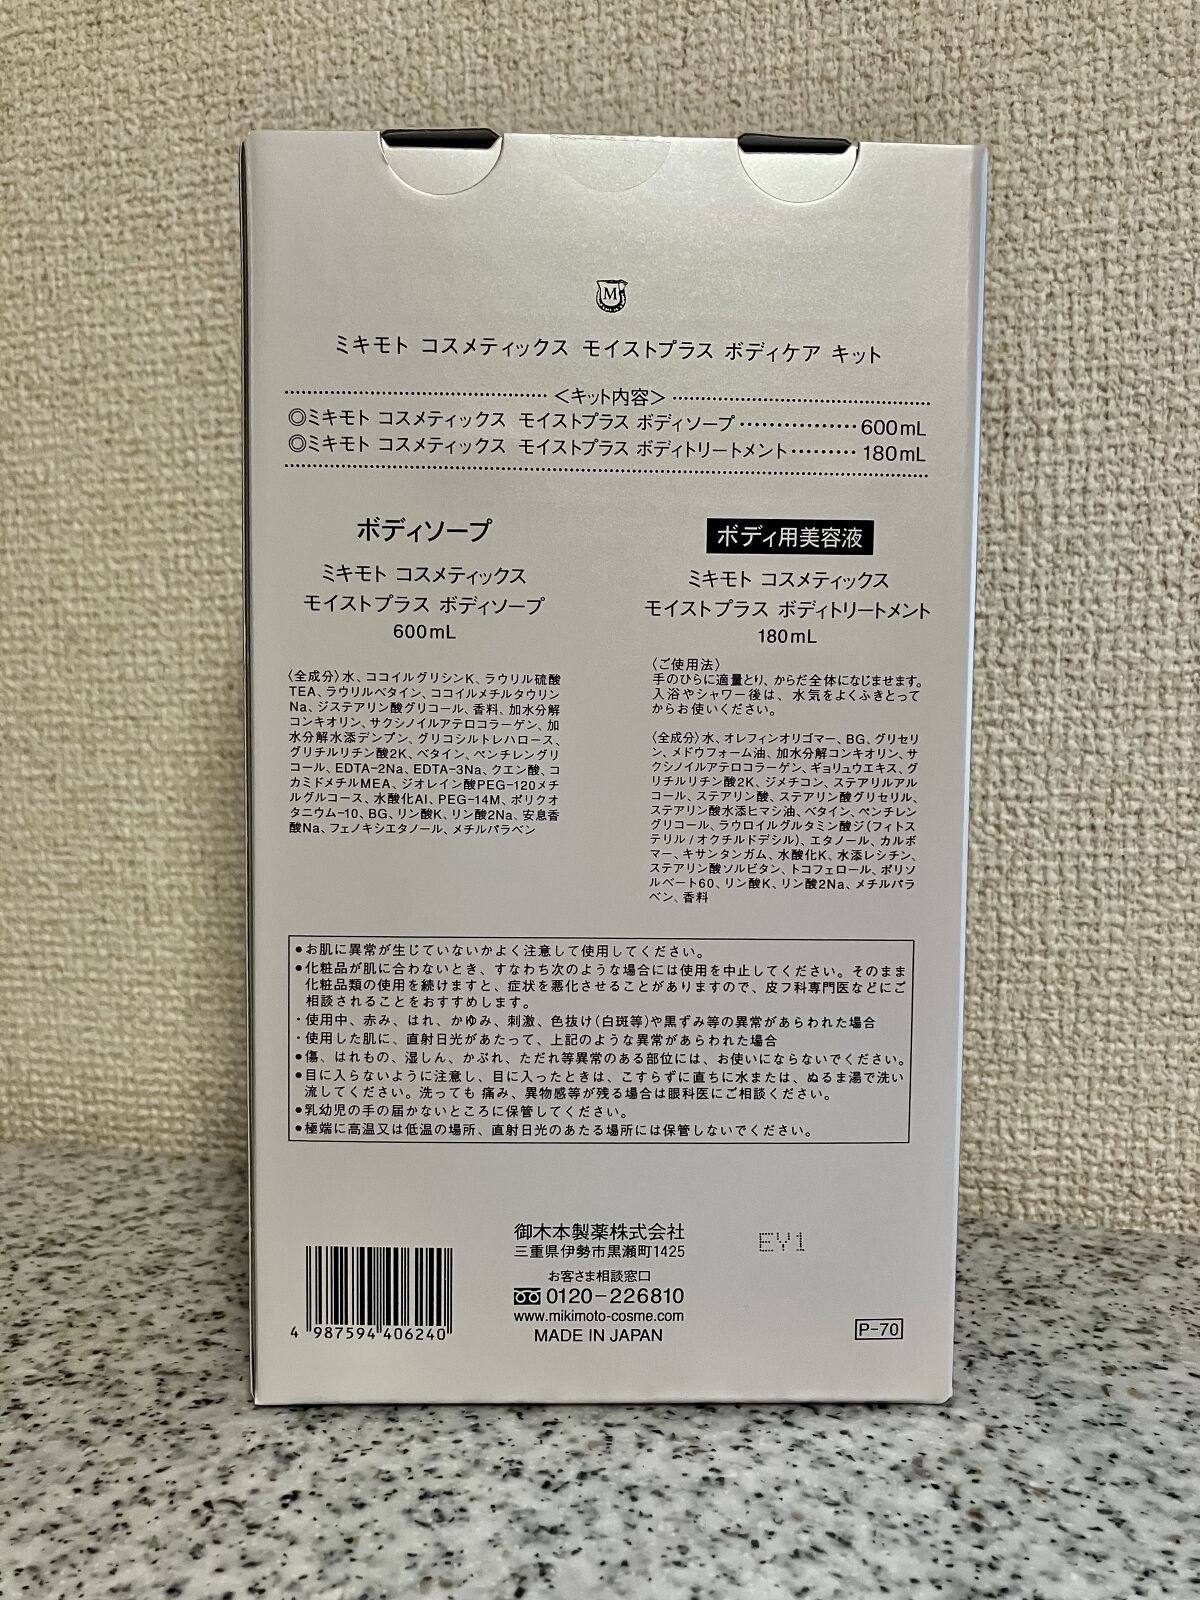 M
ミキモト コスメティックス モイストプラス ボディケア キット
<キット内容>
◎ミキモト コスメティックス モイストプラス ボディソープ ················ 600mL
◎ミキモト コスメティックス モイストプラス ボディトリートメント ········· 180mL
ボディソープ
ミキモト コスメティックス
モイストプラス ボディソープ
600mL
〈全成分〉水、ココイルグリシンK、ラウリル硫酸
TEA、ラウリルベタイン、ココイルメチルタウリン
Na、ジステアリン酸グリコール、香料、加水分解
コンキオリン、サクシノイルアテロコラーゲン、加
水分解水添デンプン、グリコシルトレハロース、
グリチルリチン酸2K、ベタイン、ペンチレングリ
コール、EDTA-2Na、EDTA-3Na、クエン酸、コ
カミドメチルMEA、ジオレイン酸PEG-120メチ
ルグルコース、水酸化Al、PEG-14M、ポリクオ
タニウム-10、BG、リン酸K、リン酸2Na、安息香
酸Na、フェノキシエタノール、メチルパラベン
ボディ用美容液
ミキモト コスメティックス
モイストプラス ボディトリートメント
180mL
〈ご使用法〉
手のひらに適量とり、からだ全体になじませます。
入浴やシャワー後は、水気をよくふきとって
からお使いください。
〈全成分〉水、オレフィンオリゴマー、BG、グリセリ
ン、メドウフォーム油、加水分解コンキオリン、サ
クシノイルアテロコラーゲン、ギョリュウエキス、グ
リチルリチン酸2K、ジメチコン、ステアリルアル
コール、ステアリン酸、ステアリン酸グリセリル、
ステアリン酸水添ヒマシ油、ベタイン、ペンチレン
グリコール、ラウロイルグルタミン酸ジ(フィトス
テリル/オクチルドデシル)、エタノール、カルボ
マー、キサンタンガム、水酸化K、水添レシチン、
ステアリン酸ソルビタン、トコフェロール、ポリソ
ルベート60、リン酸K、リン酸2Na、メチルパラ
ベン、香料
●お肌に異常が生じていないかよく注意して使用してください。
●化粧品が肌に合わないとき、すなわち次のような場合には使用を中止してください。そのまま
化粧品類の使用を続けますと、症状を悪化させることがありますので、皮フ科専門医などにご
相談されることをおすすめします。
・使用中、赤み、はれ、かゆみ、刺激、色抜け(白斑等)や黒ずみ等の異常があらわれた場合
・使用した肌に、直射日光があたって、上記のような異常があらわれた場合
●傷、はれもの、湿しん、かぶれ、ただれ等異常のある部位には、お使いにならないでください。
●目に入らないように注意し、目に入ったときは、こすらずに直ちに水または、ぬるま湯で洗い
流してください。洗っても 痛み、異物感等が残る場合は眼科医にご相談ください。
●乳幼児の手の届かないところに保管してください。
●極端に高温又は低温の場所、直射日光のあたる場所には保管しないでください。
御木本製薬株式会社
三重県伊勢市黒瀬町1425
お客さま相談窓口
0120-226810
www.mikimoto-cosme.com
MADE IN JAPAN
EY1
4 987594 406240
P-70